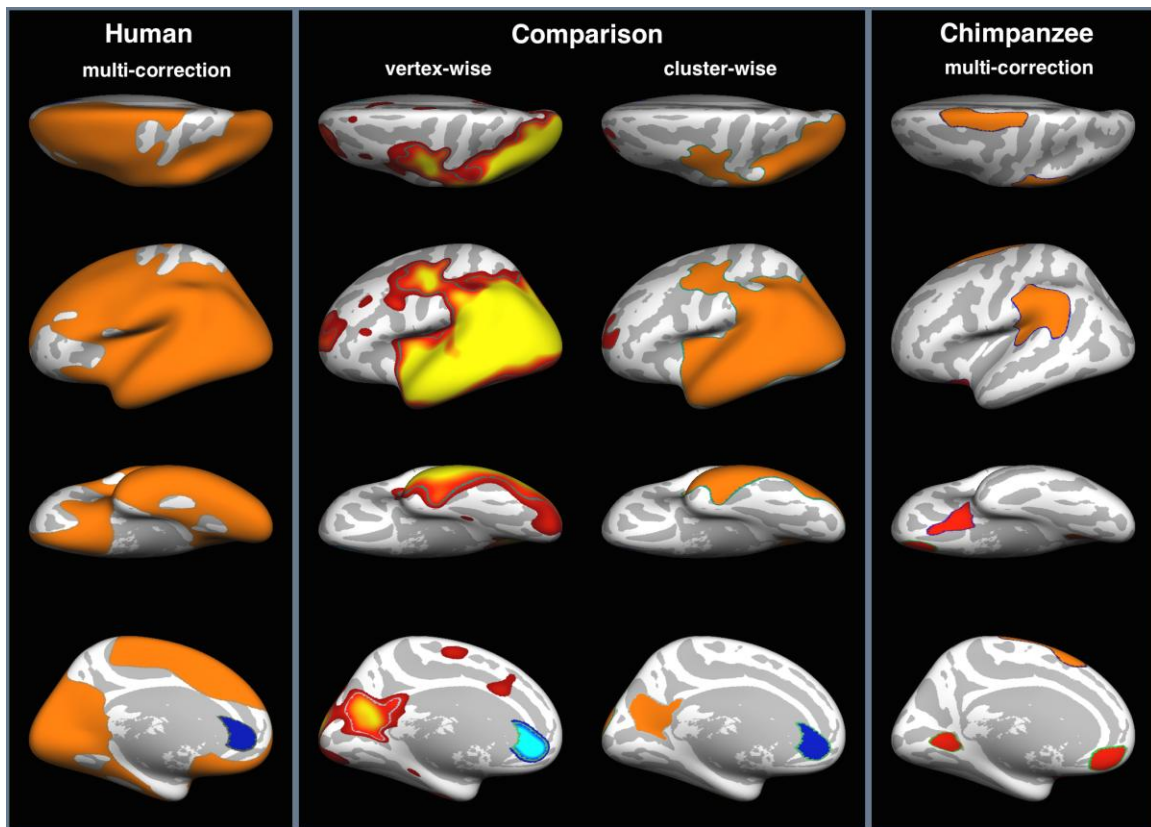 Human
multi-correction
Comparison
vertex-wise
cluster-wise
Chimpanzee
multi-correction